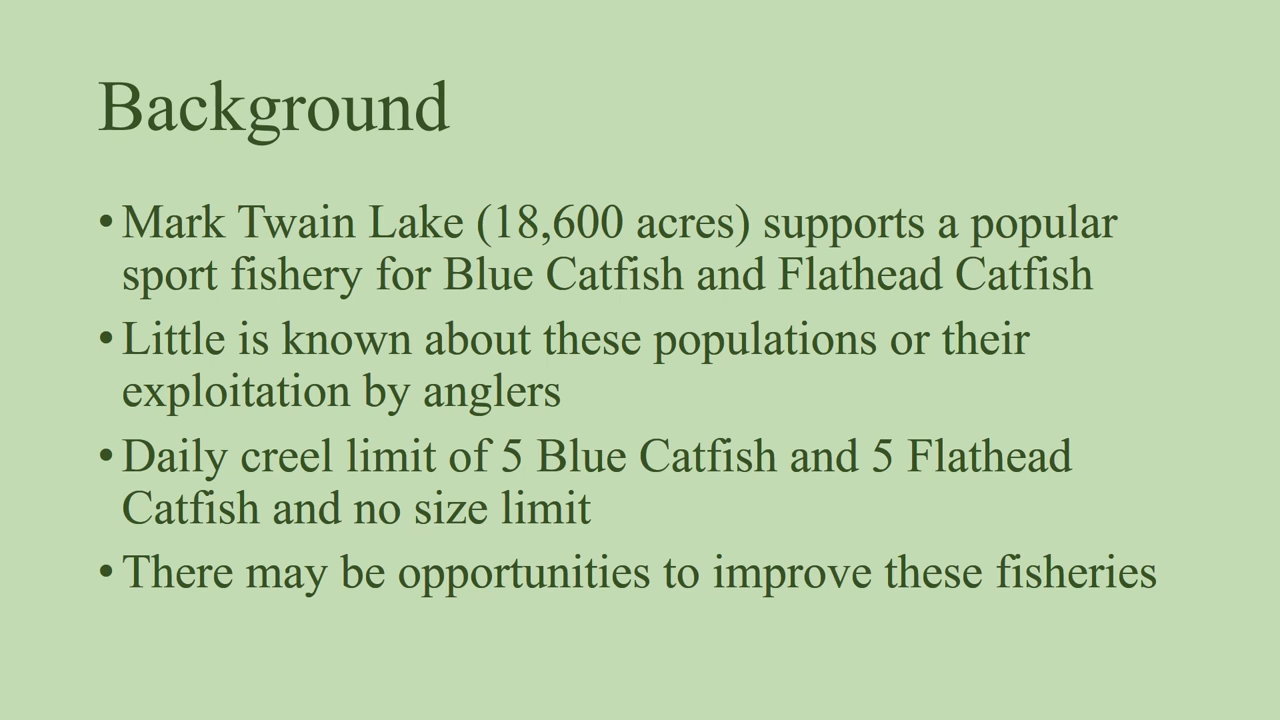 Background
• Mark Twain Lake (18,600 acres) supports a popular
sport fishery for Blue Catfish and Flathead Catfish
• Little is known about these populations or their
exploitation by anglers
• Daily creel limit of 5 Blue Catfish and 5 Flathead
Catfish and no size limit
• There may be opportunities to improve these fisheries